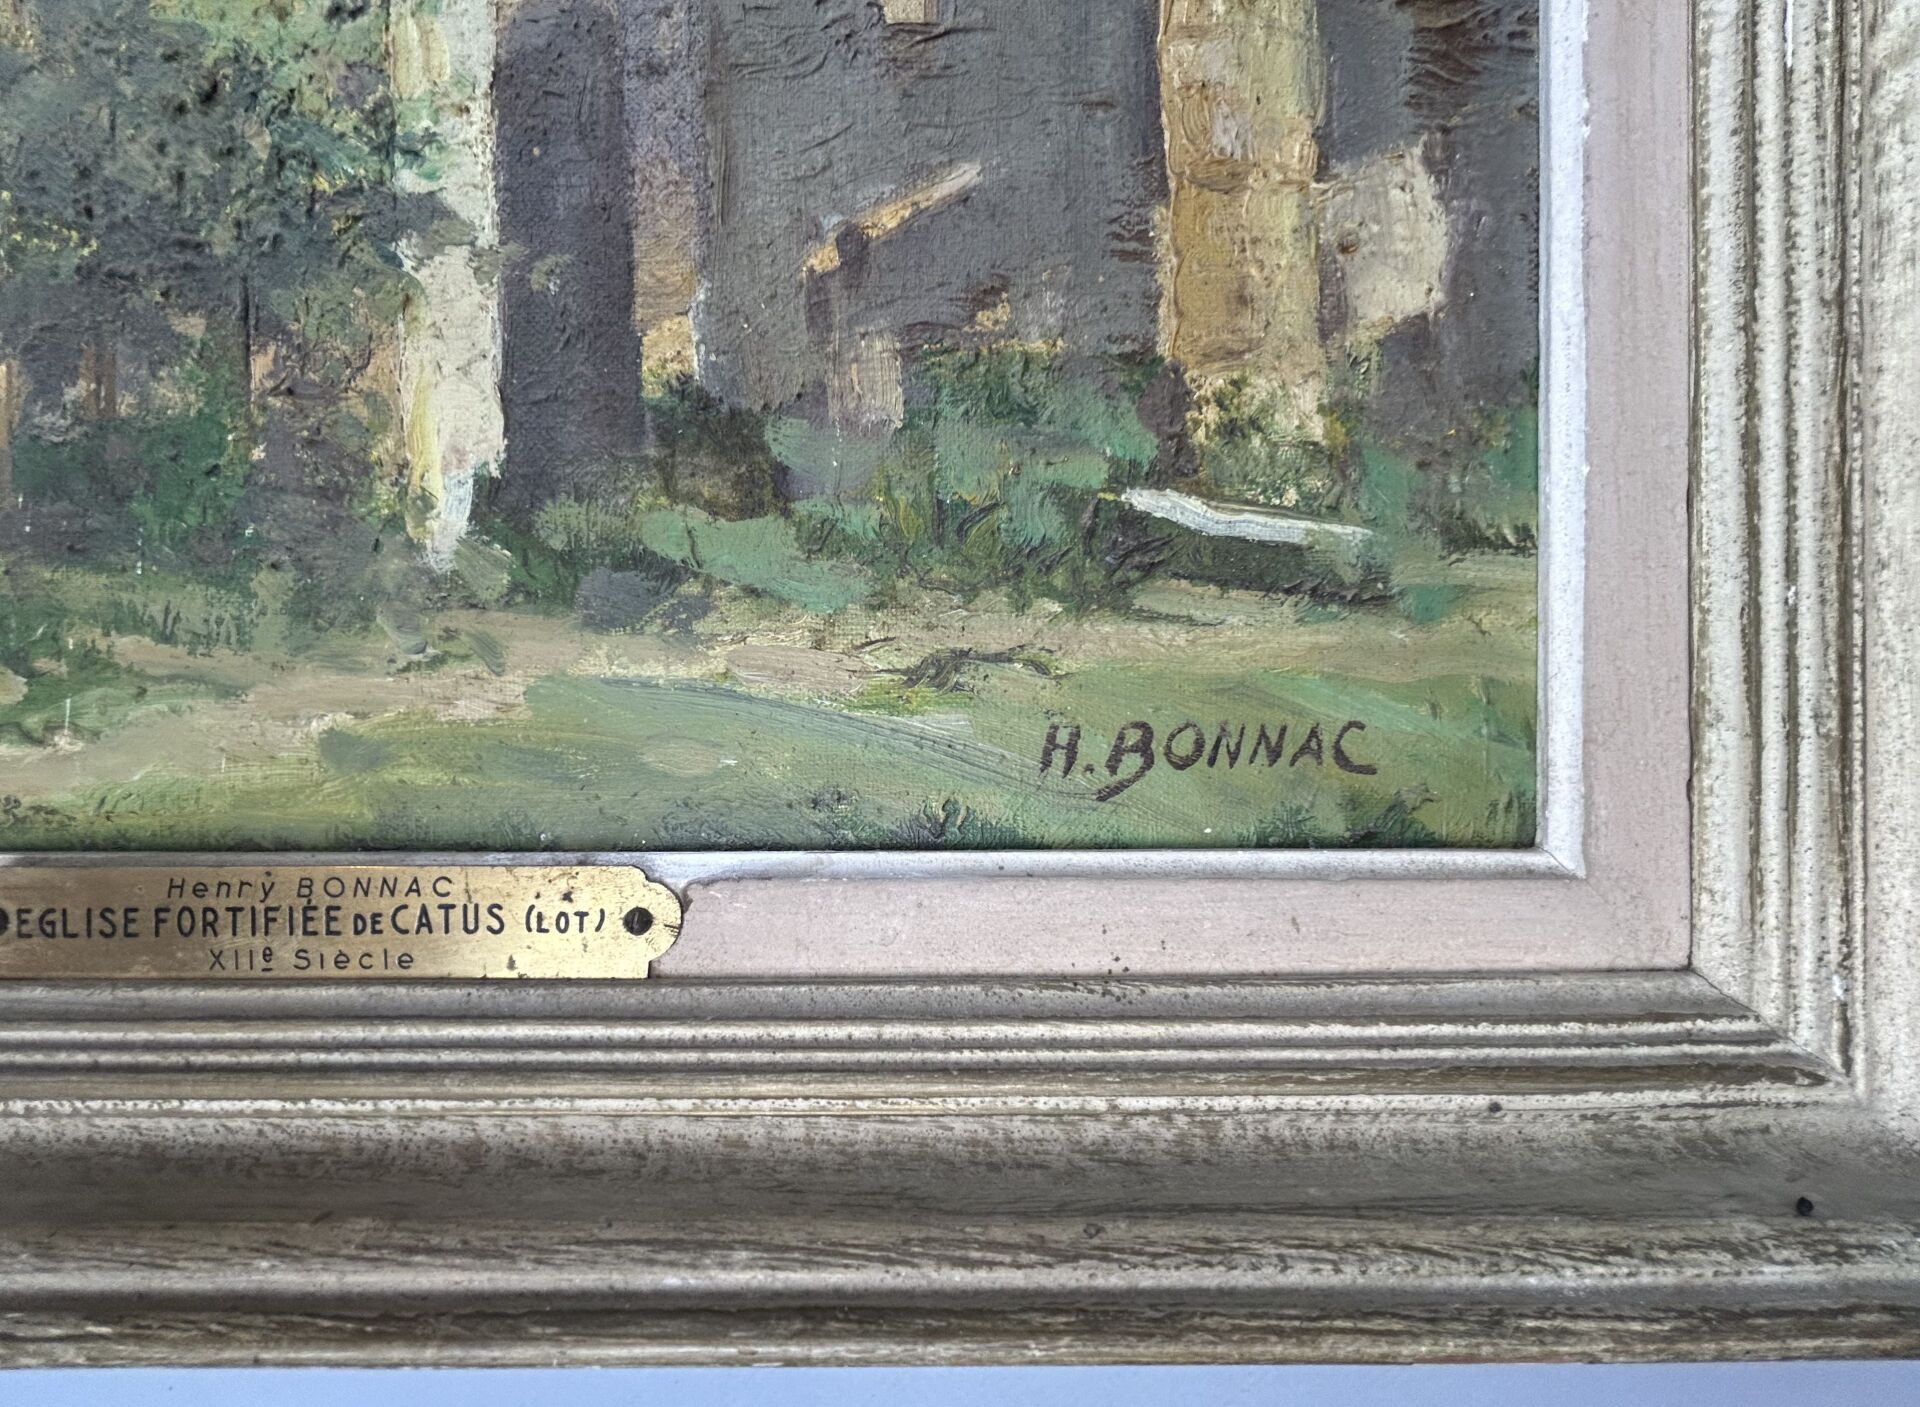 H. BONNAC
Henry BONNAC
EGLISE FORTIFIÉE DE CATUS (LOT)
XIIe Siècle